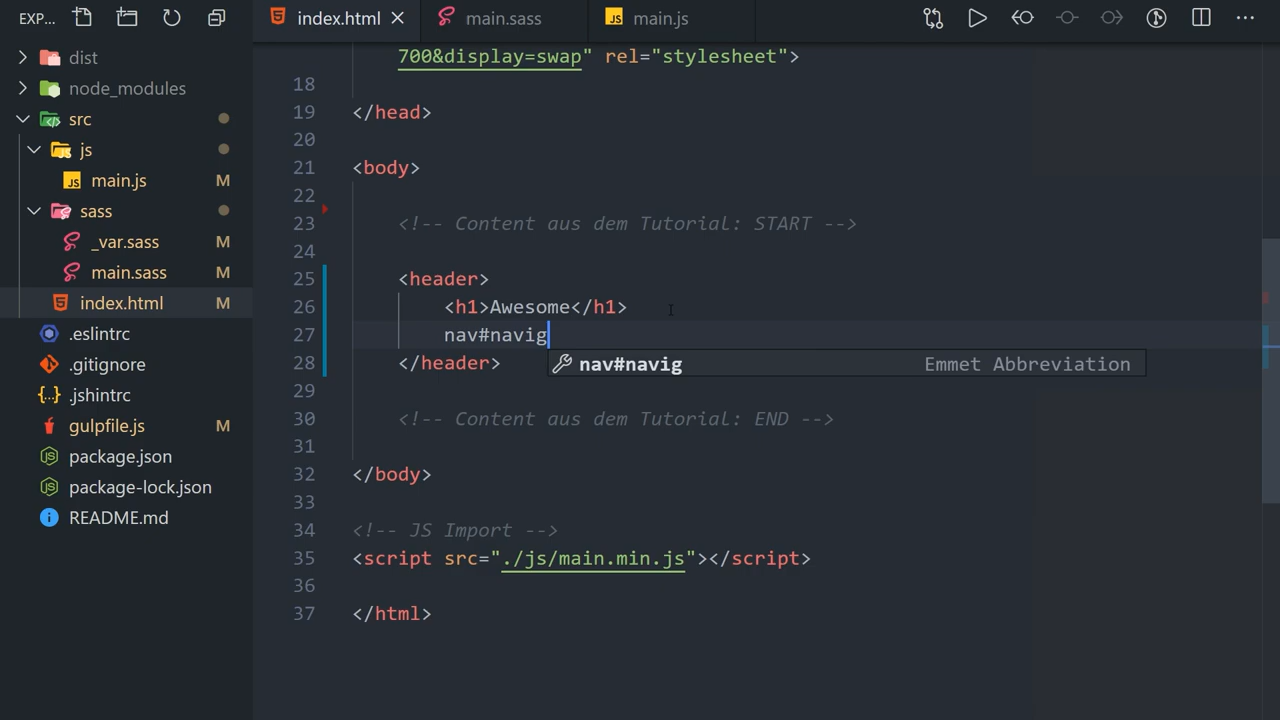 EXP...
dist
node_modules
src
js
main.js M
sass
_var.sass M
main.sass M
index.html M
.eslintrc
.gitignore
.jshintrc
gulpfile.js M
package.json
package-lock.json
README.md
index.html main.sass main.js
700&display=swap" rel="stylesheet">
18
19 </head>
20
21 <body>
22
23 <!-- Content aus dem Tutorial: START -->
24
25 <header>
26 <h1>Awesome</h1>
27 nav#navig
28 </header>
nav#navig Emmet Abbreviation
29
30 <!-- Content aus dem Tutorial: END -->
31
32 </body>
33
34 <!-- JS Import -->
35 <script src="./js/main.min.js"></script>
36
37 </html>